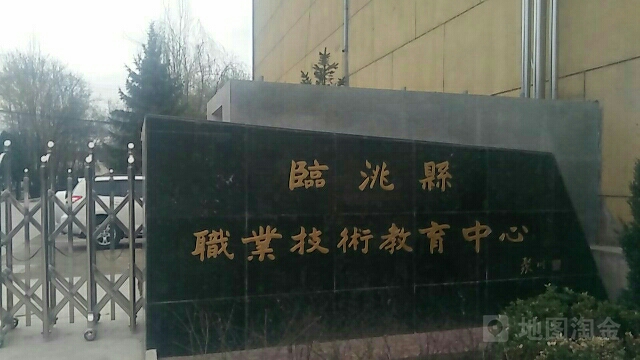 臨洮縣
職業技術教育中心
地图淘金